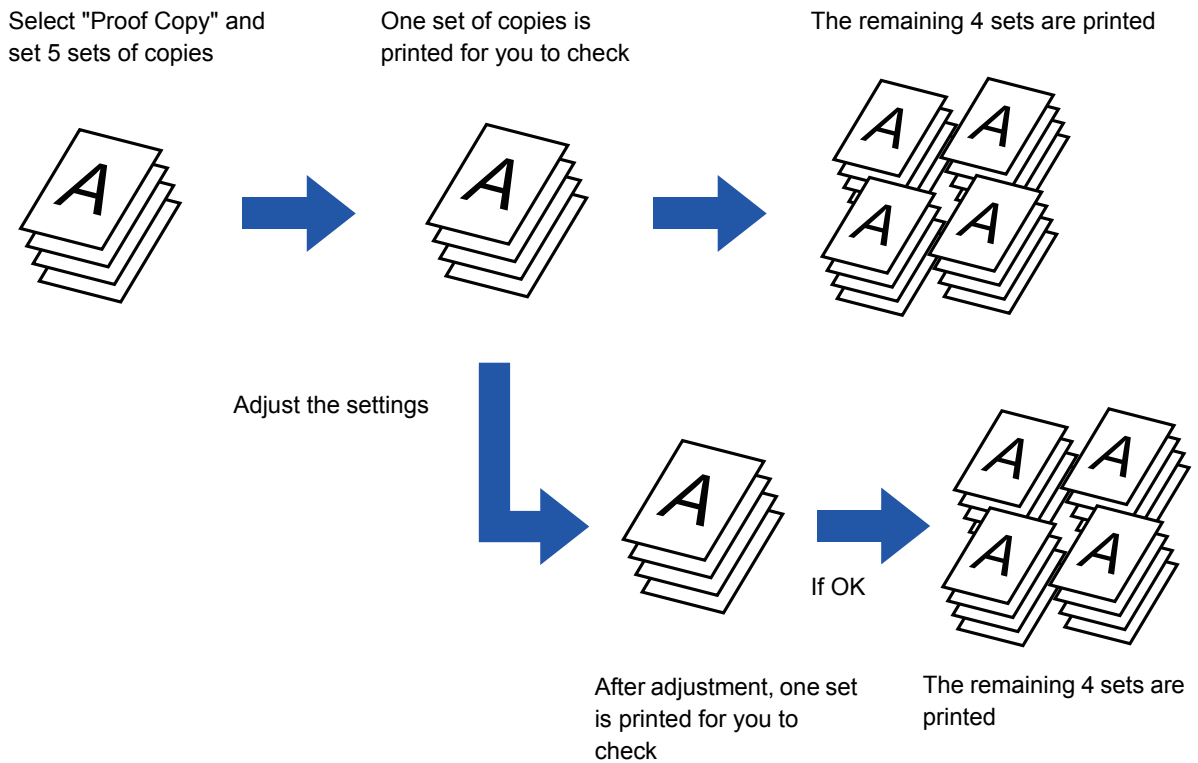 Select "Proof Copy" and
set 5 sets of copies
One set of copies is
printed for you to check
The remaining 4 sets are printed
A
A
A
A
A
A
Adjust the settings
A
A
A
A
A
If OK
After adjustment, one set
is printed for you to
check
The remaining 4 sets are
printed